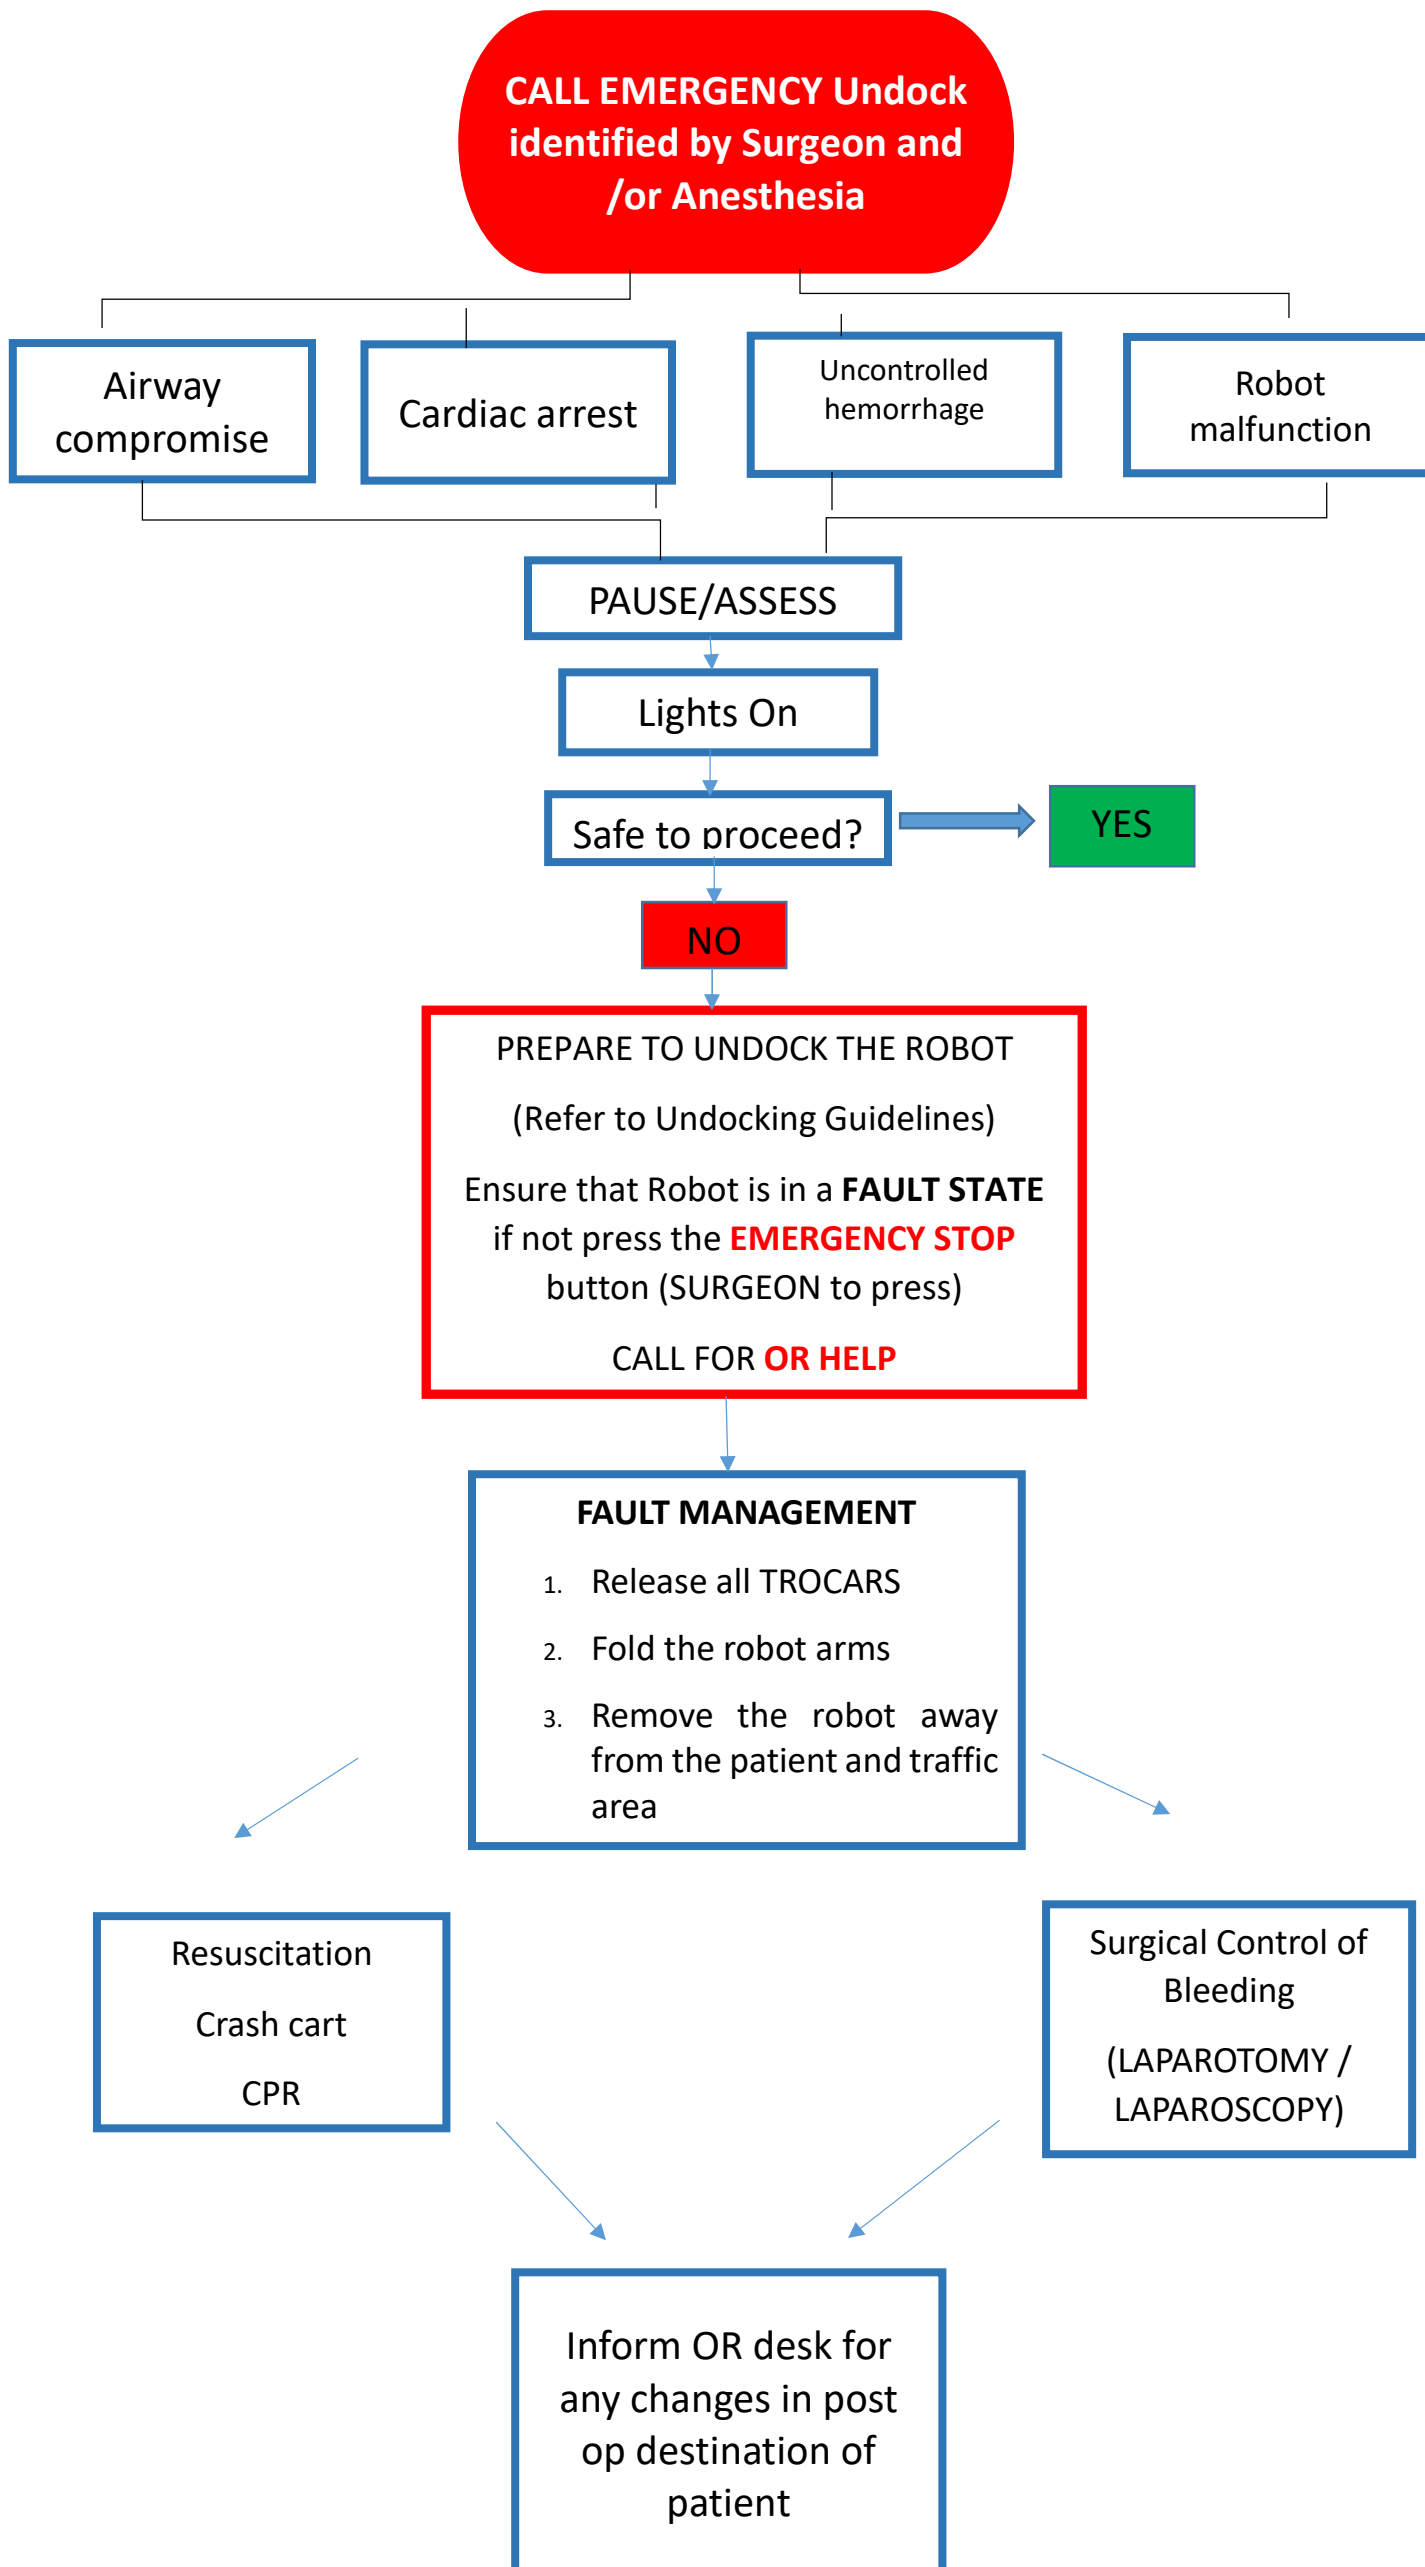 CALL EMERGENCY Undock
identified by Surgeon and
/or Anesthesia
Airway
compromise
Cardiac arrest
Uncontrolled
hemorrhage
Robot
malfunction
PAUSE/ASSESS
Lights On
Safe to proceed?
YES
NO
PREPARE TO UNDOCK THE ROBOT
(Refer to Undocking Guidelines)
Ensure that Robot is in a FAULT STATE
if not press the EMERGENCY STOP
button (SURGEON to press)
CALL FOR OR HELP
FAULT MANAGEMENT
1. Release all TROCARS
2. Fold the robot arms
3. Remove the robot away
from the patient and traffic
area
Resuscitation
Crash cart
CPR
Surgical Control of
Bleeding
(LAPAROTOMY /
LAPAROSCOPY)
Inform OR desk for
any changes in post
op destination of
patient